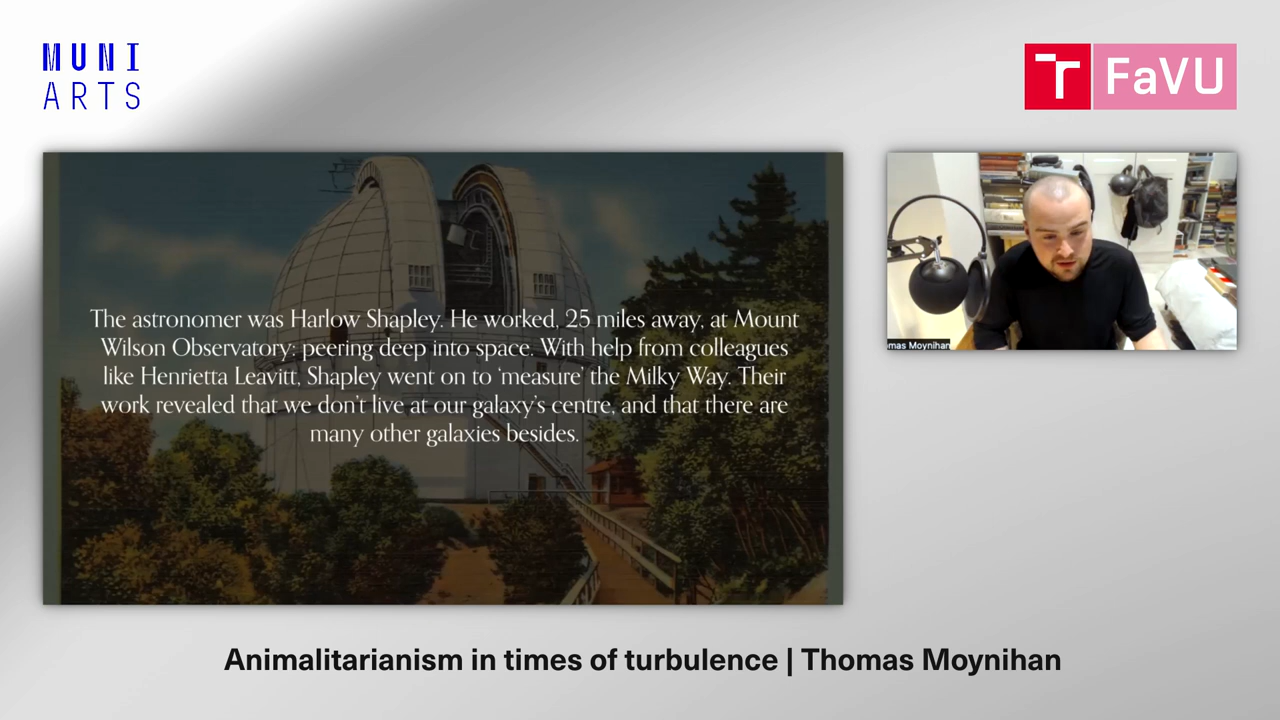 MUNI
ARTS
T FaVU
The astronomer was Harlow Shapley. He worked, 25 miles away, at Mount
Wilson Observatory: peering deep into space. With help from colleagues
like Henrietta Leavitt, Shapley went on to ‘measure’ the Milky Way. Their
work revealed that we don’t live at our galaxy’s centre, and that there are
many other galaxies besides.
mas Moynihan
Animalitarianism in times of turbulence | Thomas Moynihan